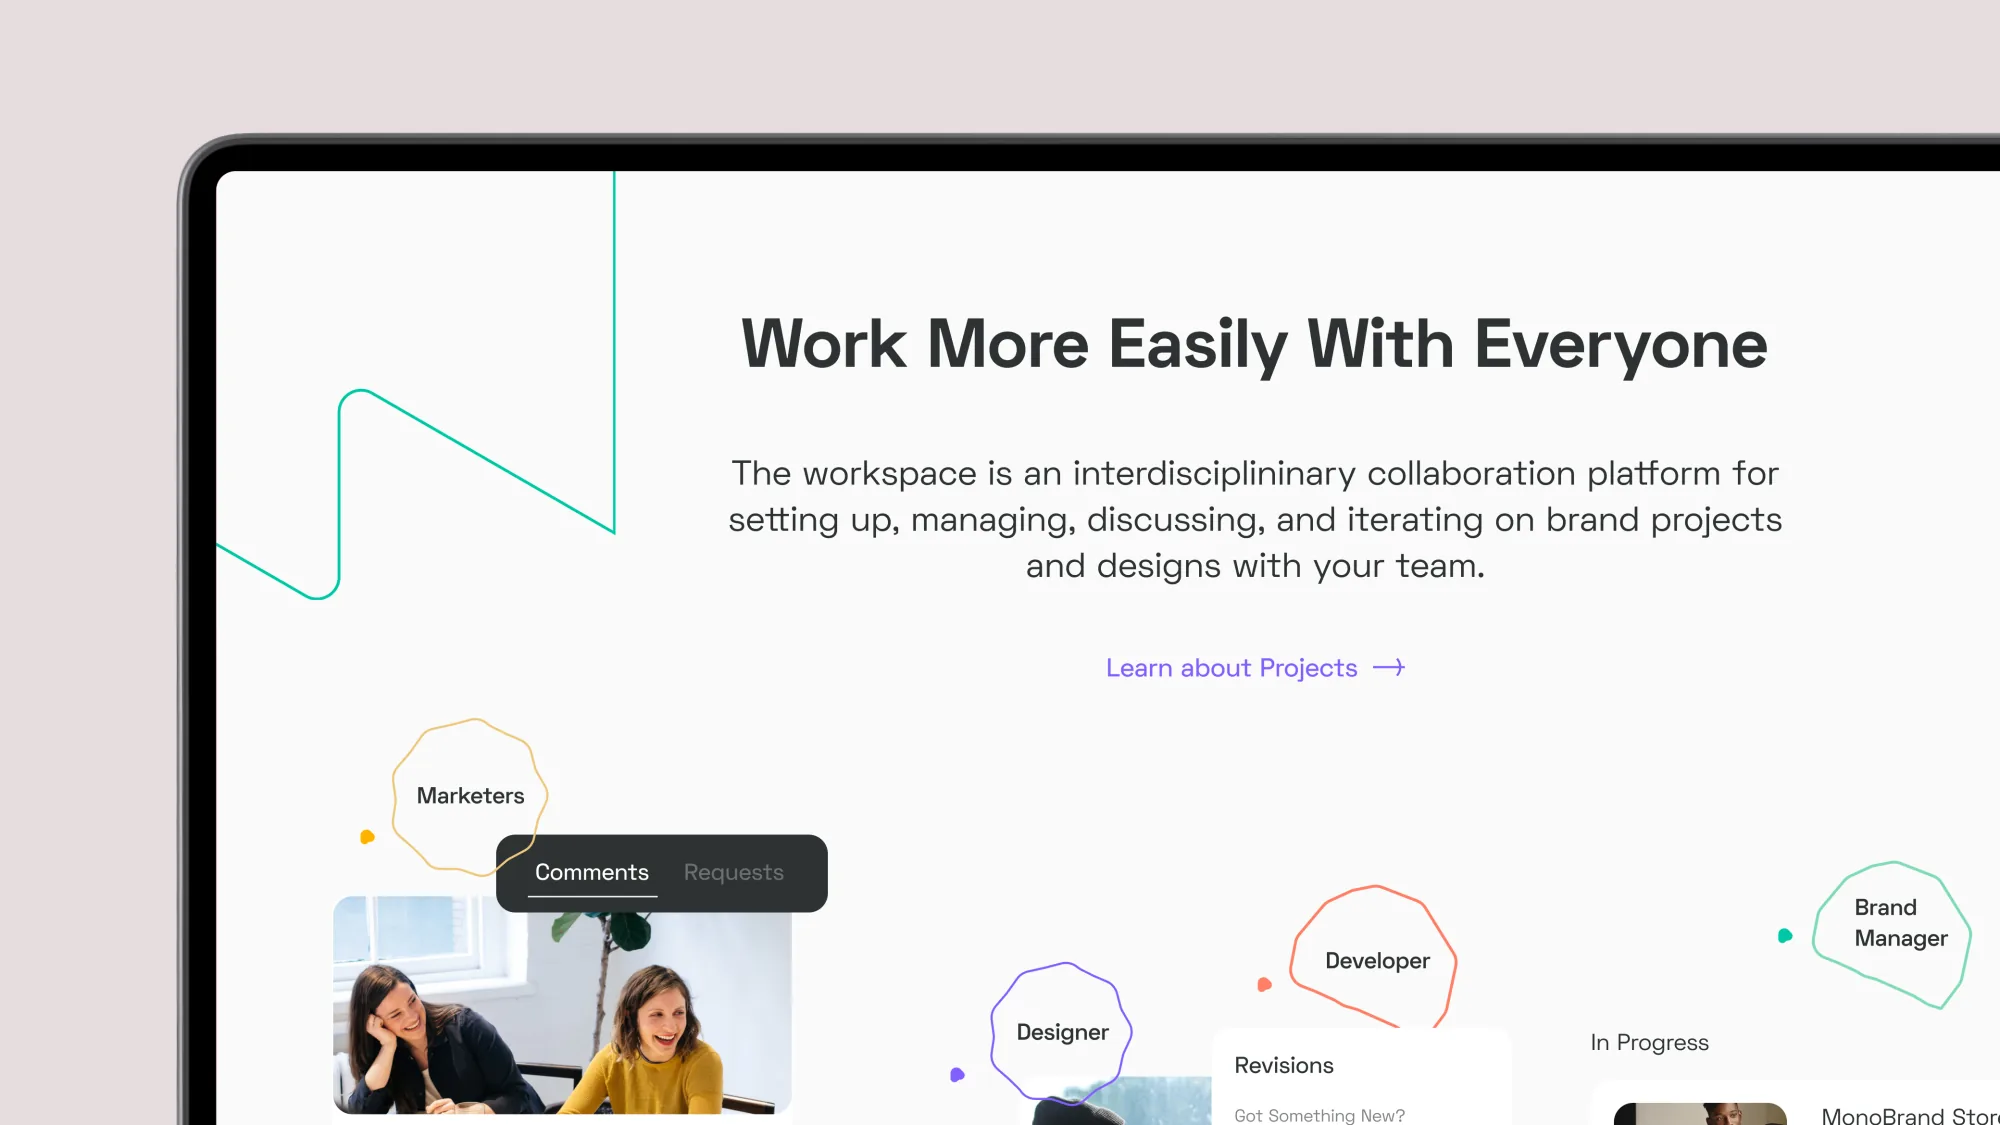 Work More Easily With Everyone
The workspace is an interdisciplininary collaboration platform for
setting up, managing, discussing, and iterating on brand projects
and designs with your team.
Learn about Projects
Marketers
Comments Requests
Designer
Developer
Brand
Manager
Revisions
Got Something New?
In Progress
MonoBrand Store